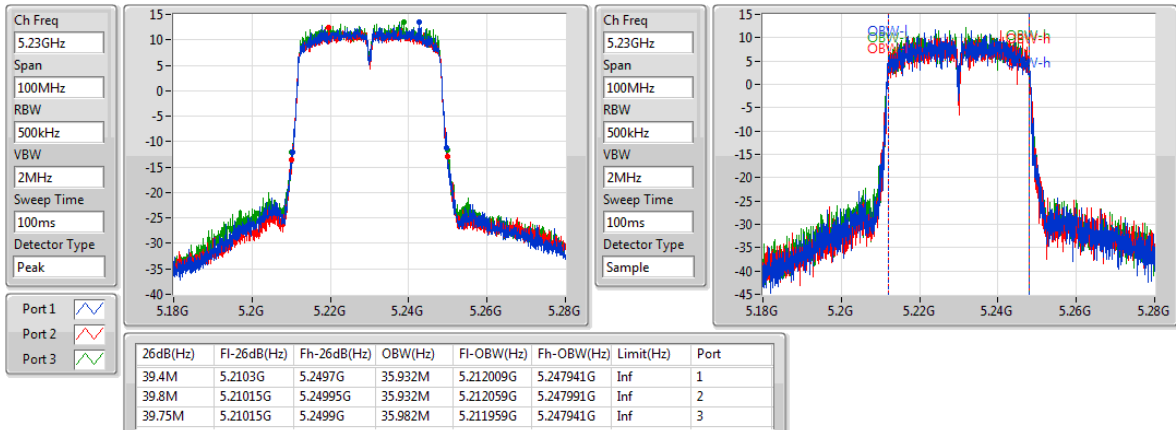 Ch Freq
5.23GHz
Span
100MHz
RBW
500kHz
VBW
2MHz
Sweep Time
100ms
Detector Type
Peak
Port 1
Port 2
Port 3
15
10
5
0
-5
-10
-15
-20
-25
-30
-35
-40
5.18G 5.2G 5.22G 5.24G 5.26G 5.28G
Ch Freq
5.23GHz
Span
100MHz
RBW
500kHz
VBW
2MHz
Sweep Time
100ms
Detector Type
Sample
15
10
5
0
-5
-10
-15
-20
-25
-30
-35
-40
-45
OBW-l OBW-h
5.18G 5.2G 5.22G 5.24G 5.26G 5.28G
26dB(Hz) Fl-26dB(Hz) Fh-26dB(Hz) OBW(Hz) Fl-OBW(Hz) Fh-OBW(Hz) Limit(Hz) Port
39.4M 5.2103G 5.2497G 35.932M 5.212009G 5.247941G Inf 1
39.8M 5.21015G 5.24995G 35.932M 5.212059G 5.247991G Inf 2
39.75M 5.21015G 5.2499G 35.982M 5.211959G 5.247941G Inf 3